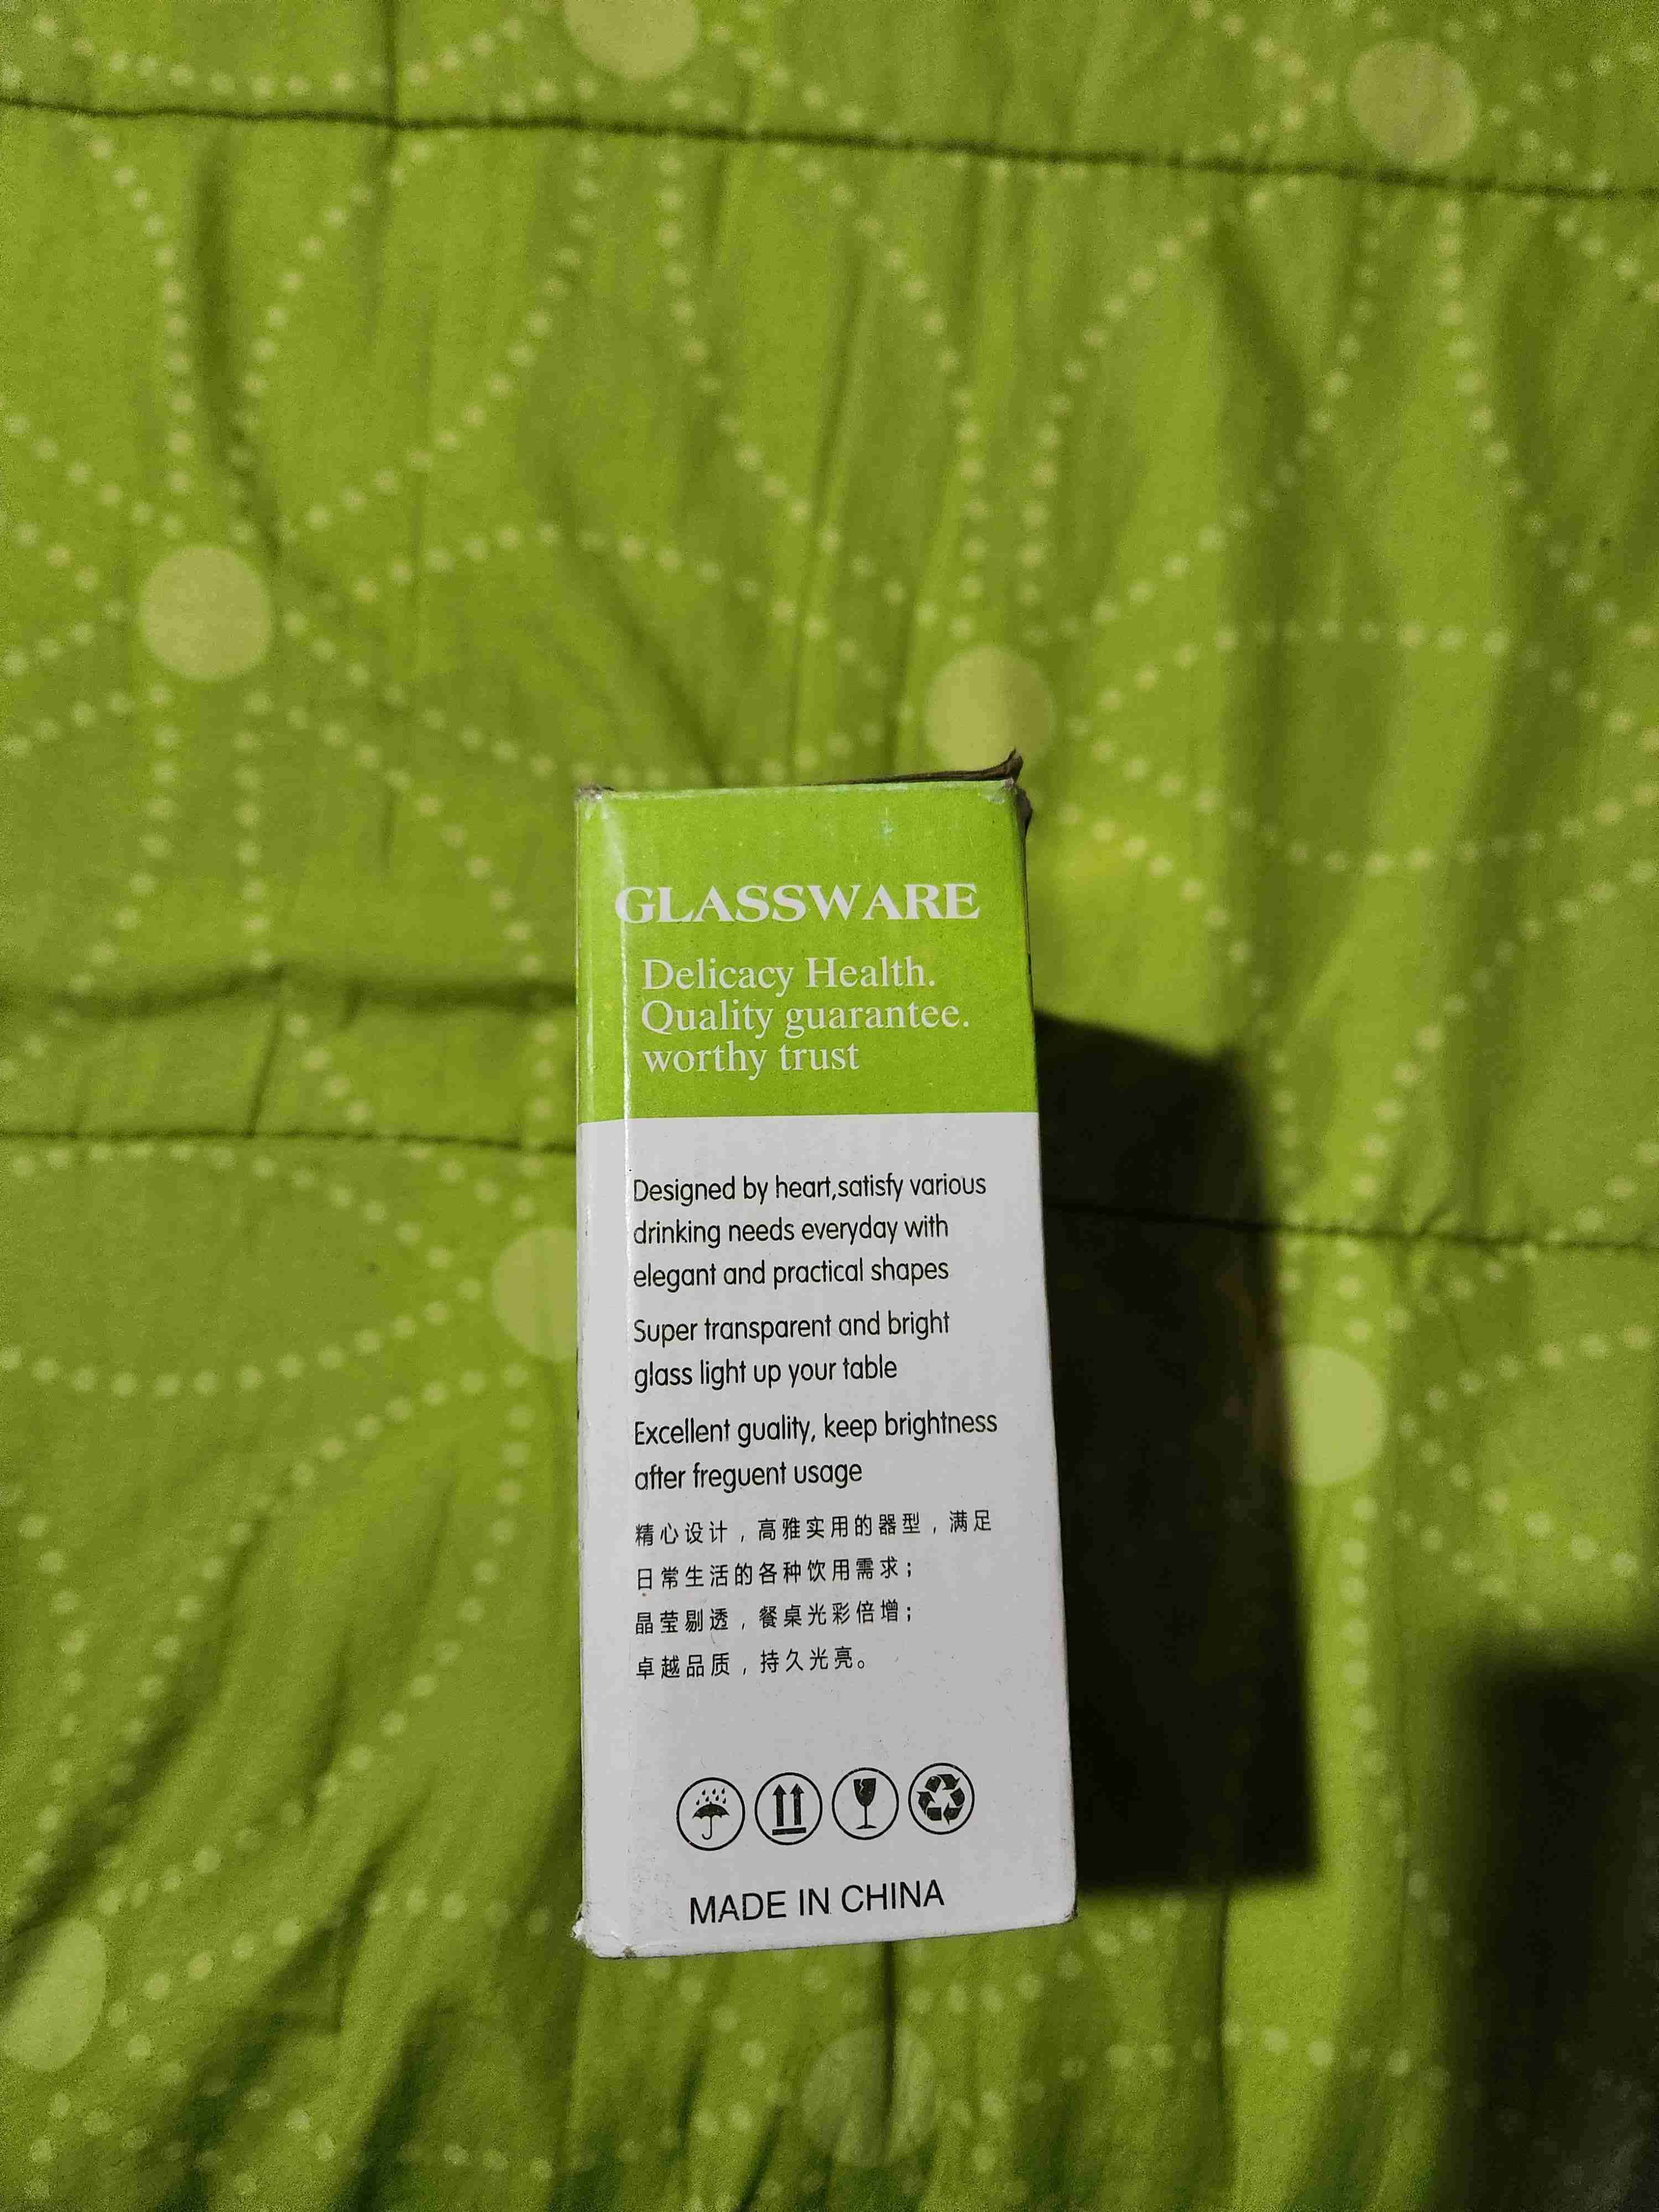 GLASSWARE
Delicacy Health.
Quality guarantee.
worthy trust
Designed by heart,satisfy various
drinking needs everyday with
elegant and practical shapes
Super transparent and bright
glass light up your table
Excellent guality, keep brightness
after freguent usage
精心设计，高雅实用的器型，满足
日常生活的各种饮用需求；
晶莹剔透，餐桌光彩倍增；
卓越品质，持久光亮。
MADE IN CHINA